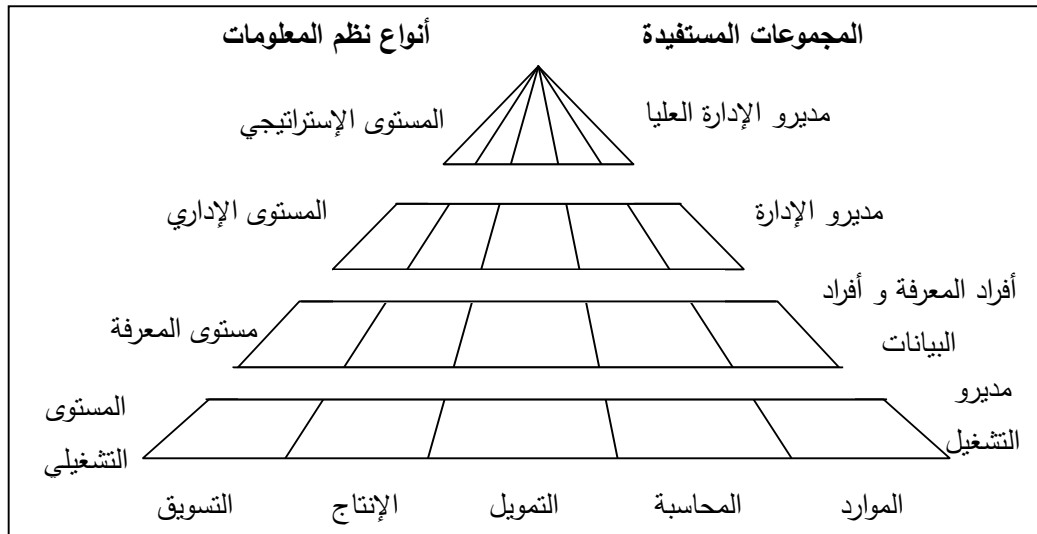 المجموعات المستفيدة أنواع نظم المعلومات
مديرو الإدارة العليا المستوى الإستراتيجي
مديرو الإدارة المستوى الإداري
أفراد المعرفة و أفراد
البيانات مستوى المعرفة
مديرو المستوى
التشغيل التشغيلي
الموارد المحاسبة التمويل الإنتاج التسويق